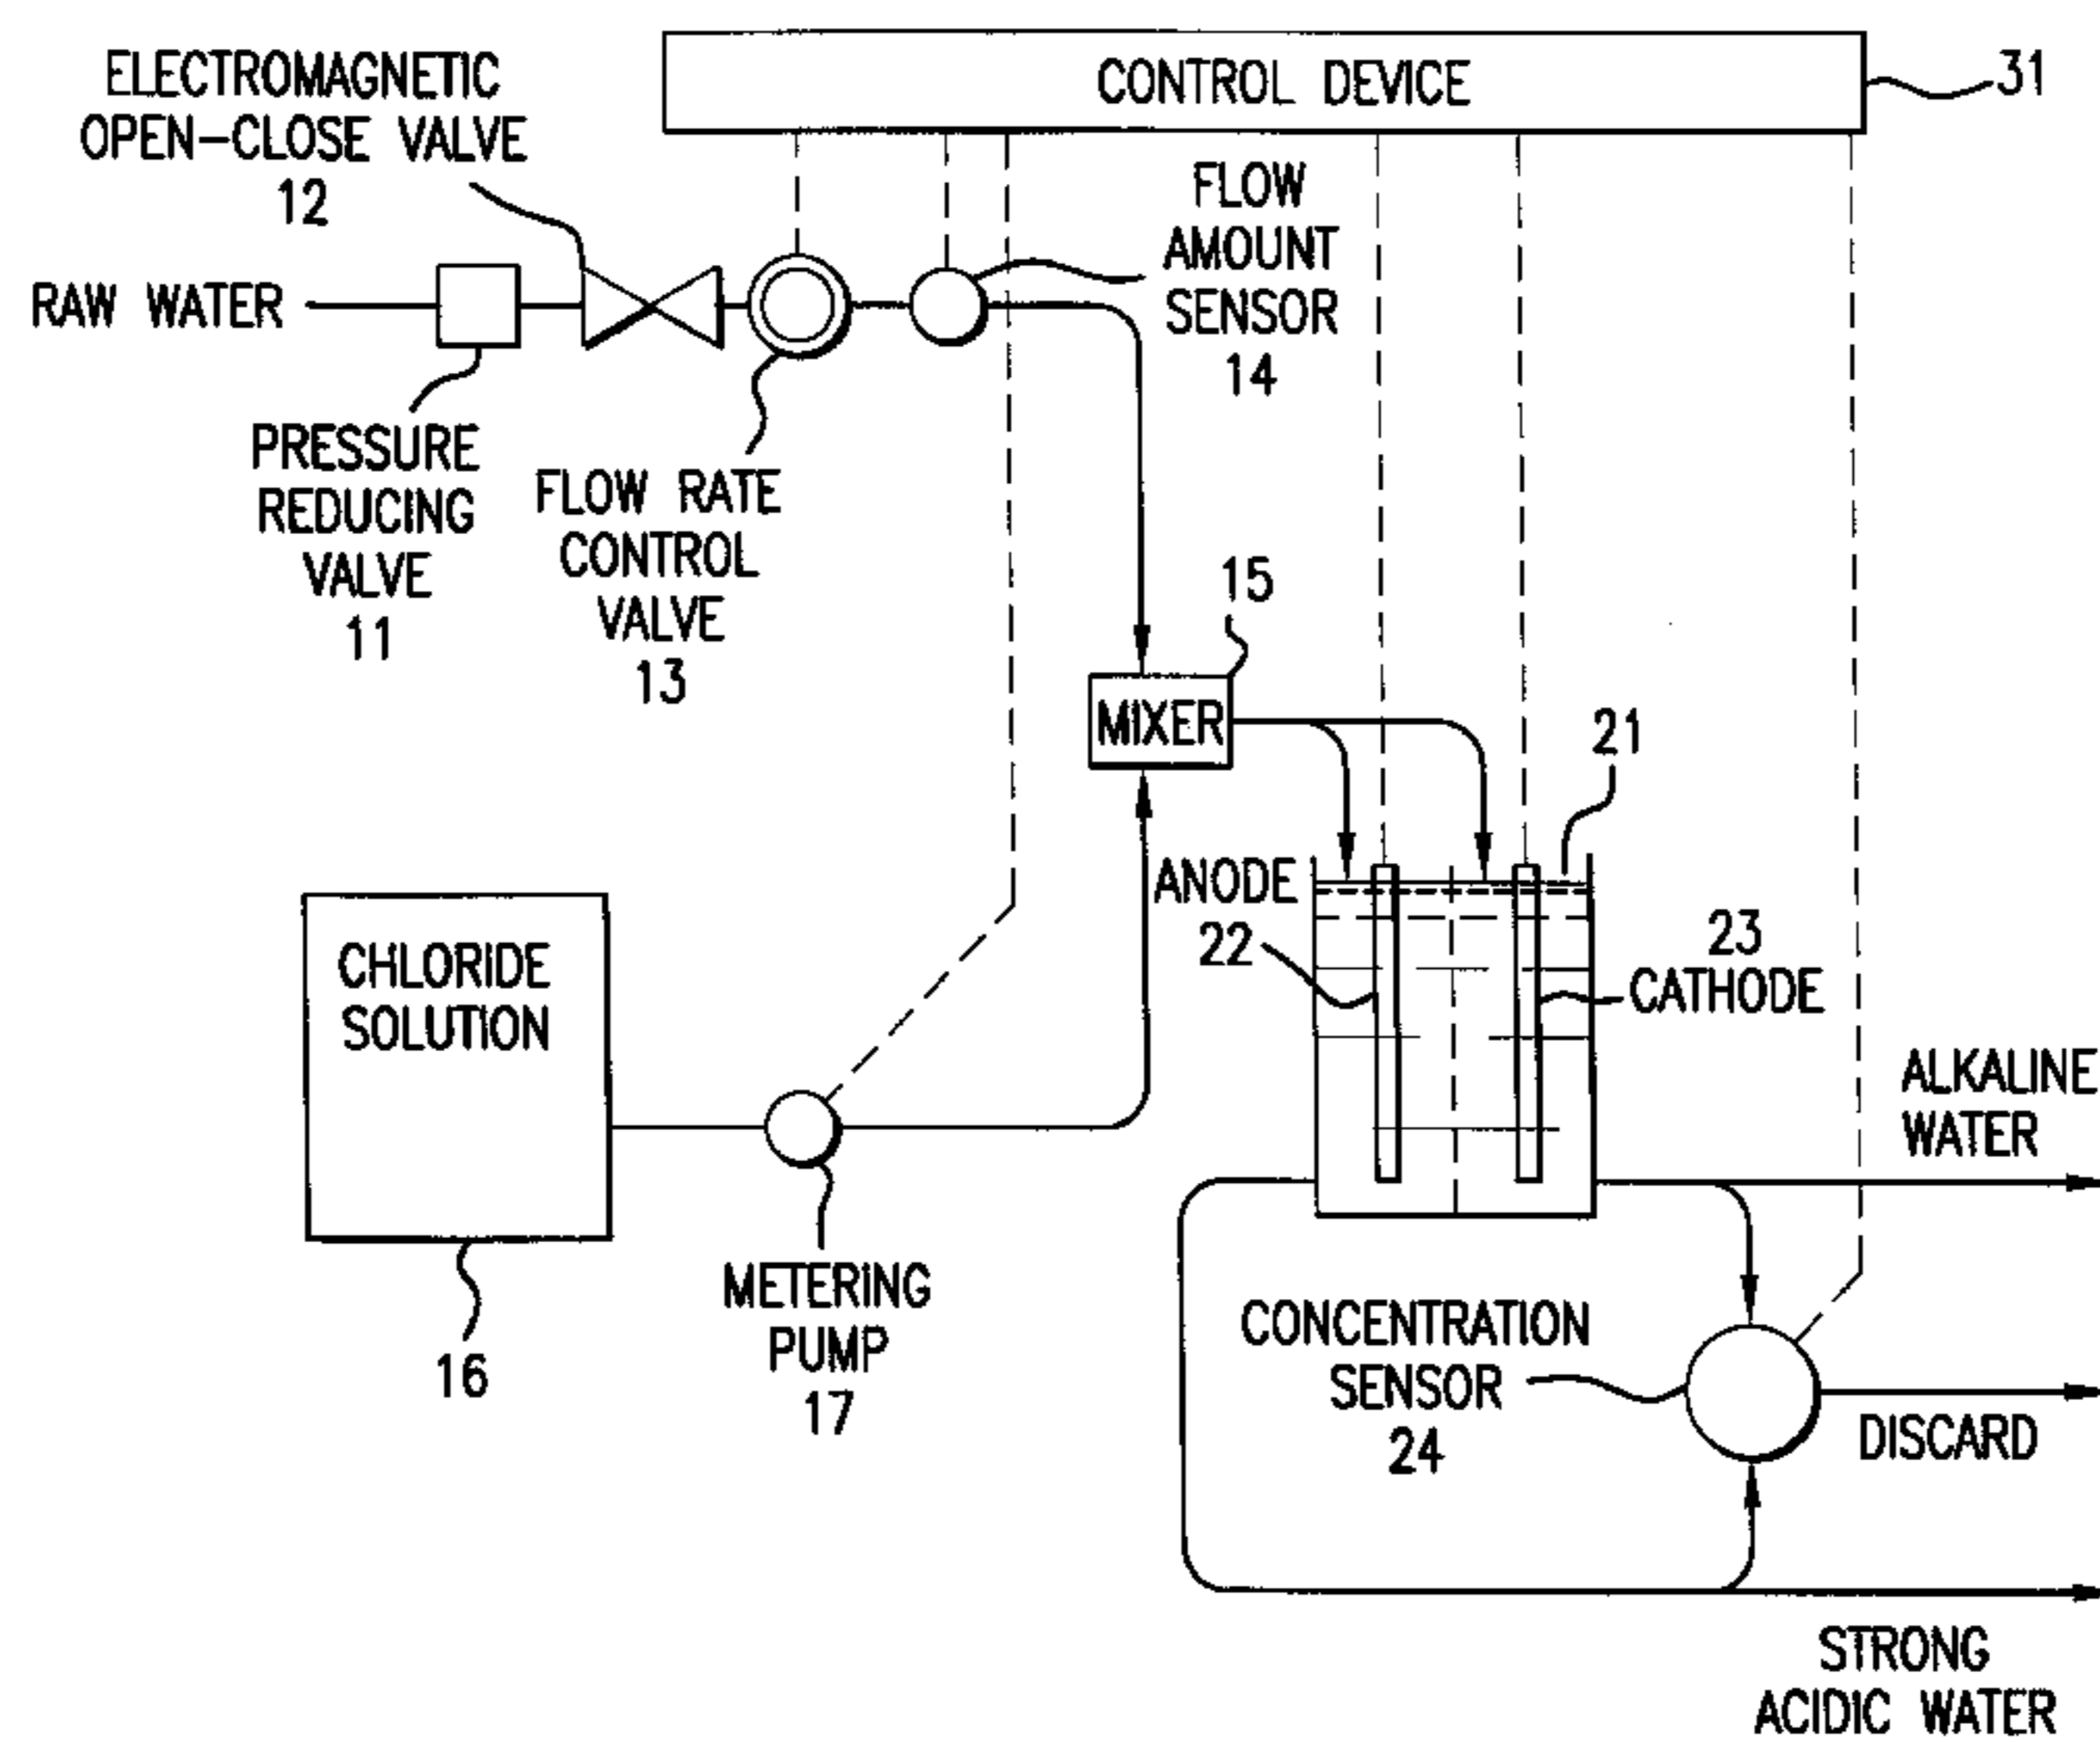 CONTROL DEVICE
31
ELECTROMAGNETIC
OPEN-CLOSE VALVE
12
FLOW
AMOUNT
SENSOR
14
RAW WATER
PRESSURE
REDUCING
VALVE
11
FLOW RATE
CONTROL
VALVE
13
15
MIXER
21
ANODE
22
23
CATHODE
CHLORIDE
SOLUTION
16
METERING
PUMP
17
ALKALINE
WATER
CONCENTRATION
SENSOR
24
DISCARD
STRONG
ACIDIC WATER